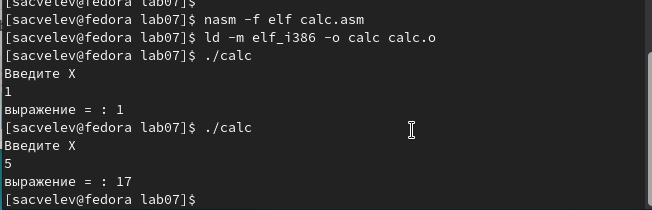 [sacvelev@fedora lab07]$
[sacvelev@fedora lab07]$ nasm -f elf calc.asm
[sacvelev@fedora lab07]$ ld -m elf_i386 -o calc calc.o
[sacvelev@fedora lab07]$ ./calc
Введите X
1
выражение = : 1
[sacvelev@fedora lab07]$ ./calc
Введите X
5
выражение = : 17
[sacvelev@fedora lab07]$